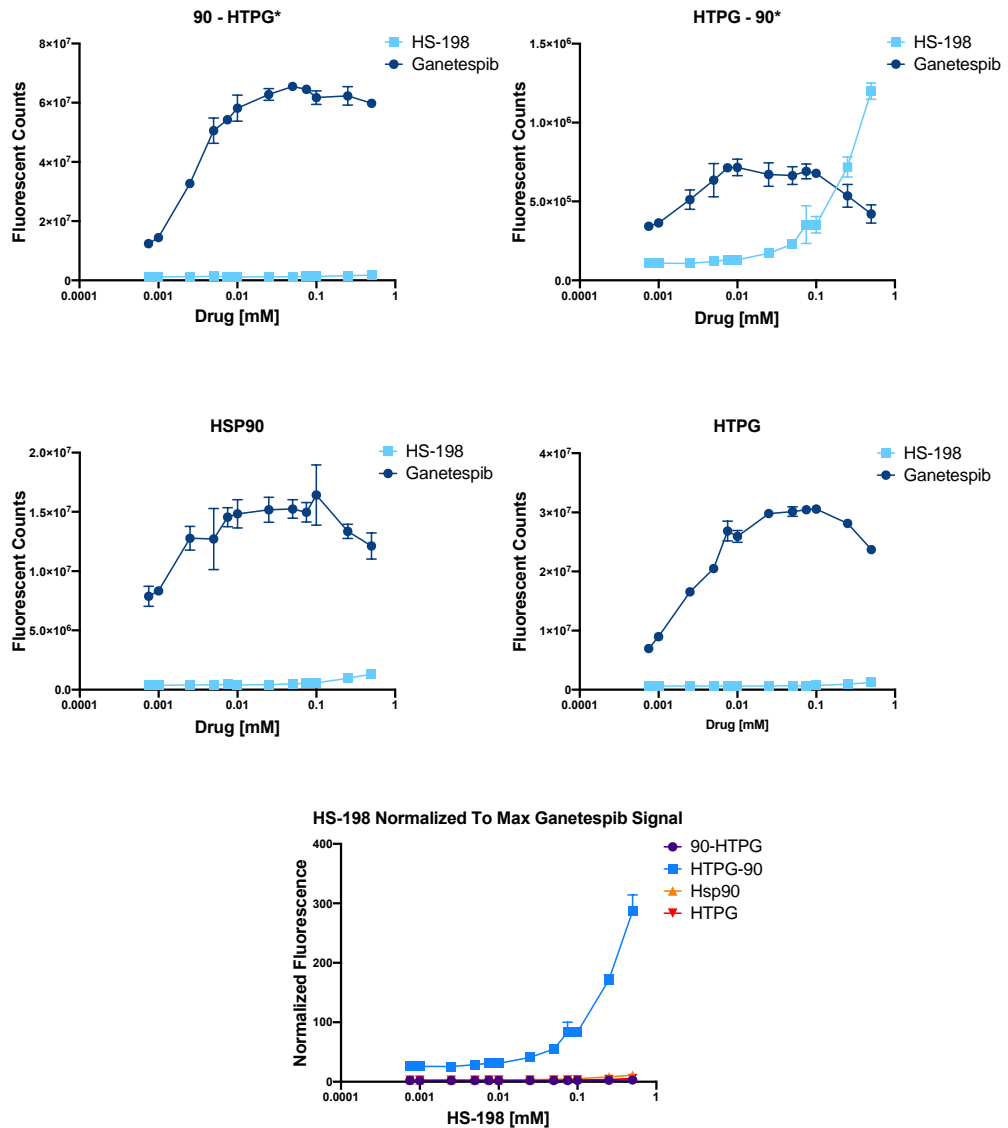 90 - HTPG*
8×10⁷
6×10⁷
4×10⁷
2×10⁷
0
Fluorescent Counts
0.0001
0.001
0.01
0.1
1
Drug [mM]
HS-198
Ganetespib
HTPG - 90*
1.5×10⁶
1.0×10⁶
5.0×10⁵
0.0
Fluorescent Counts
0.0001
0.001
0.01
0.1
1
Drug [mM]
HS-198
Ganetespib
HSP90
2.0×10⁷
1.5×10⁷
1.0×10⁷
5.0×10⁶
0.0
Fluorescent Counts
0.0001
0.001
0.01
0.1
1
Drug [mM]
HS-198
Ganetespib
HTPG
4×10⁷
3×10⁷
2×10⁷
1×10⁷
0
Fluorescent Counts
0.0001
0.001
0.01
0.1
1
Drug [mM]
HS-198
Ganetespib
HS-198 Normalized To Max Ganetespib Signal
400
300
200
100
0
Normalized Fluorescence
0.0001
0.001
0.01
0.1
1
HS-198 [mM]
90-HTPG
HTPG-90
Hsp90
HTPG